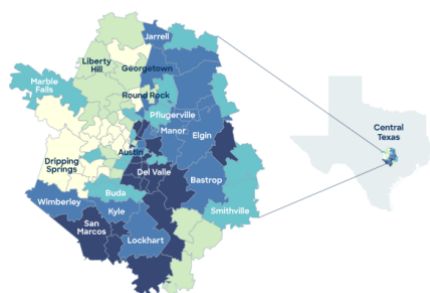 Jarrell
Liberty
Hill
Georgetown
Marble
Falls
Round Rock
Pflugerville
Manor
Elgin
Austin
Dripping
Springs
Del Valle
Bastrop
Buda
Wimberley
Kyle
Smithville
San
Marcos
Lockhart
Central
Texas